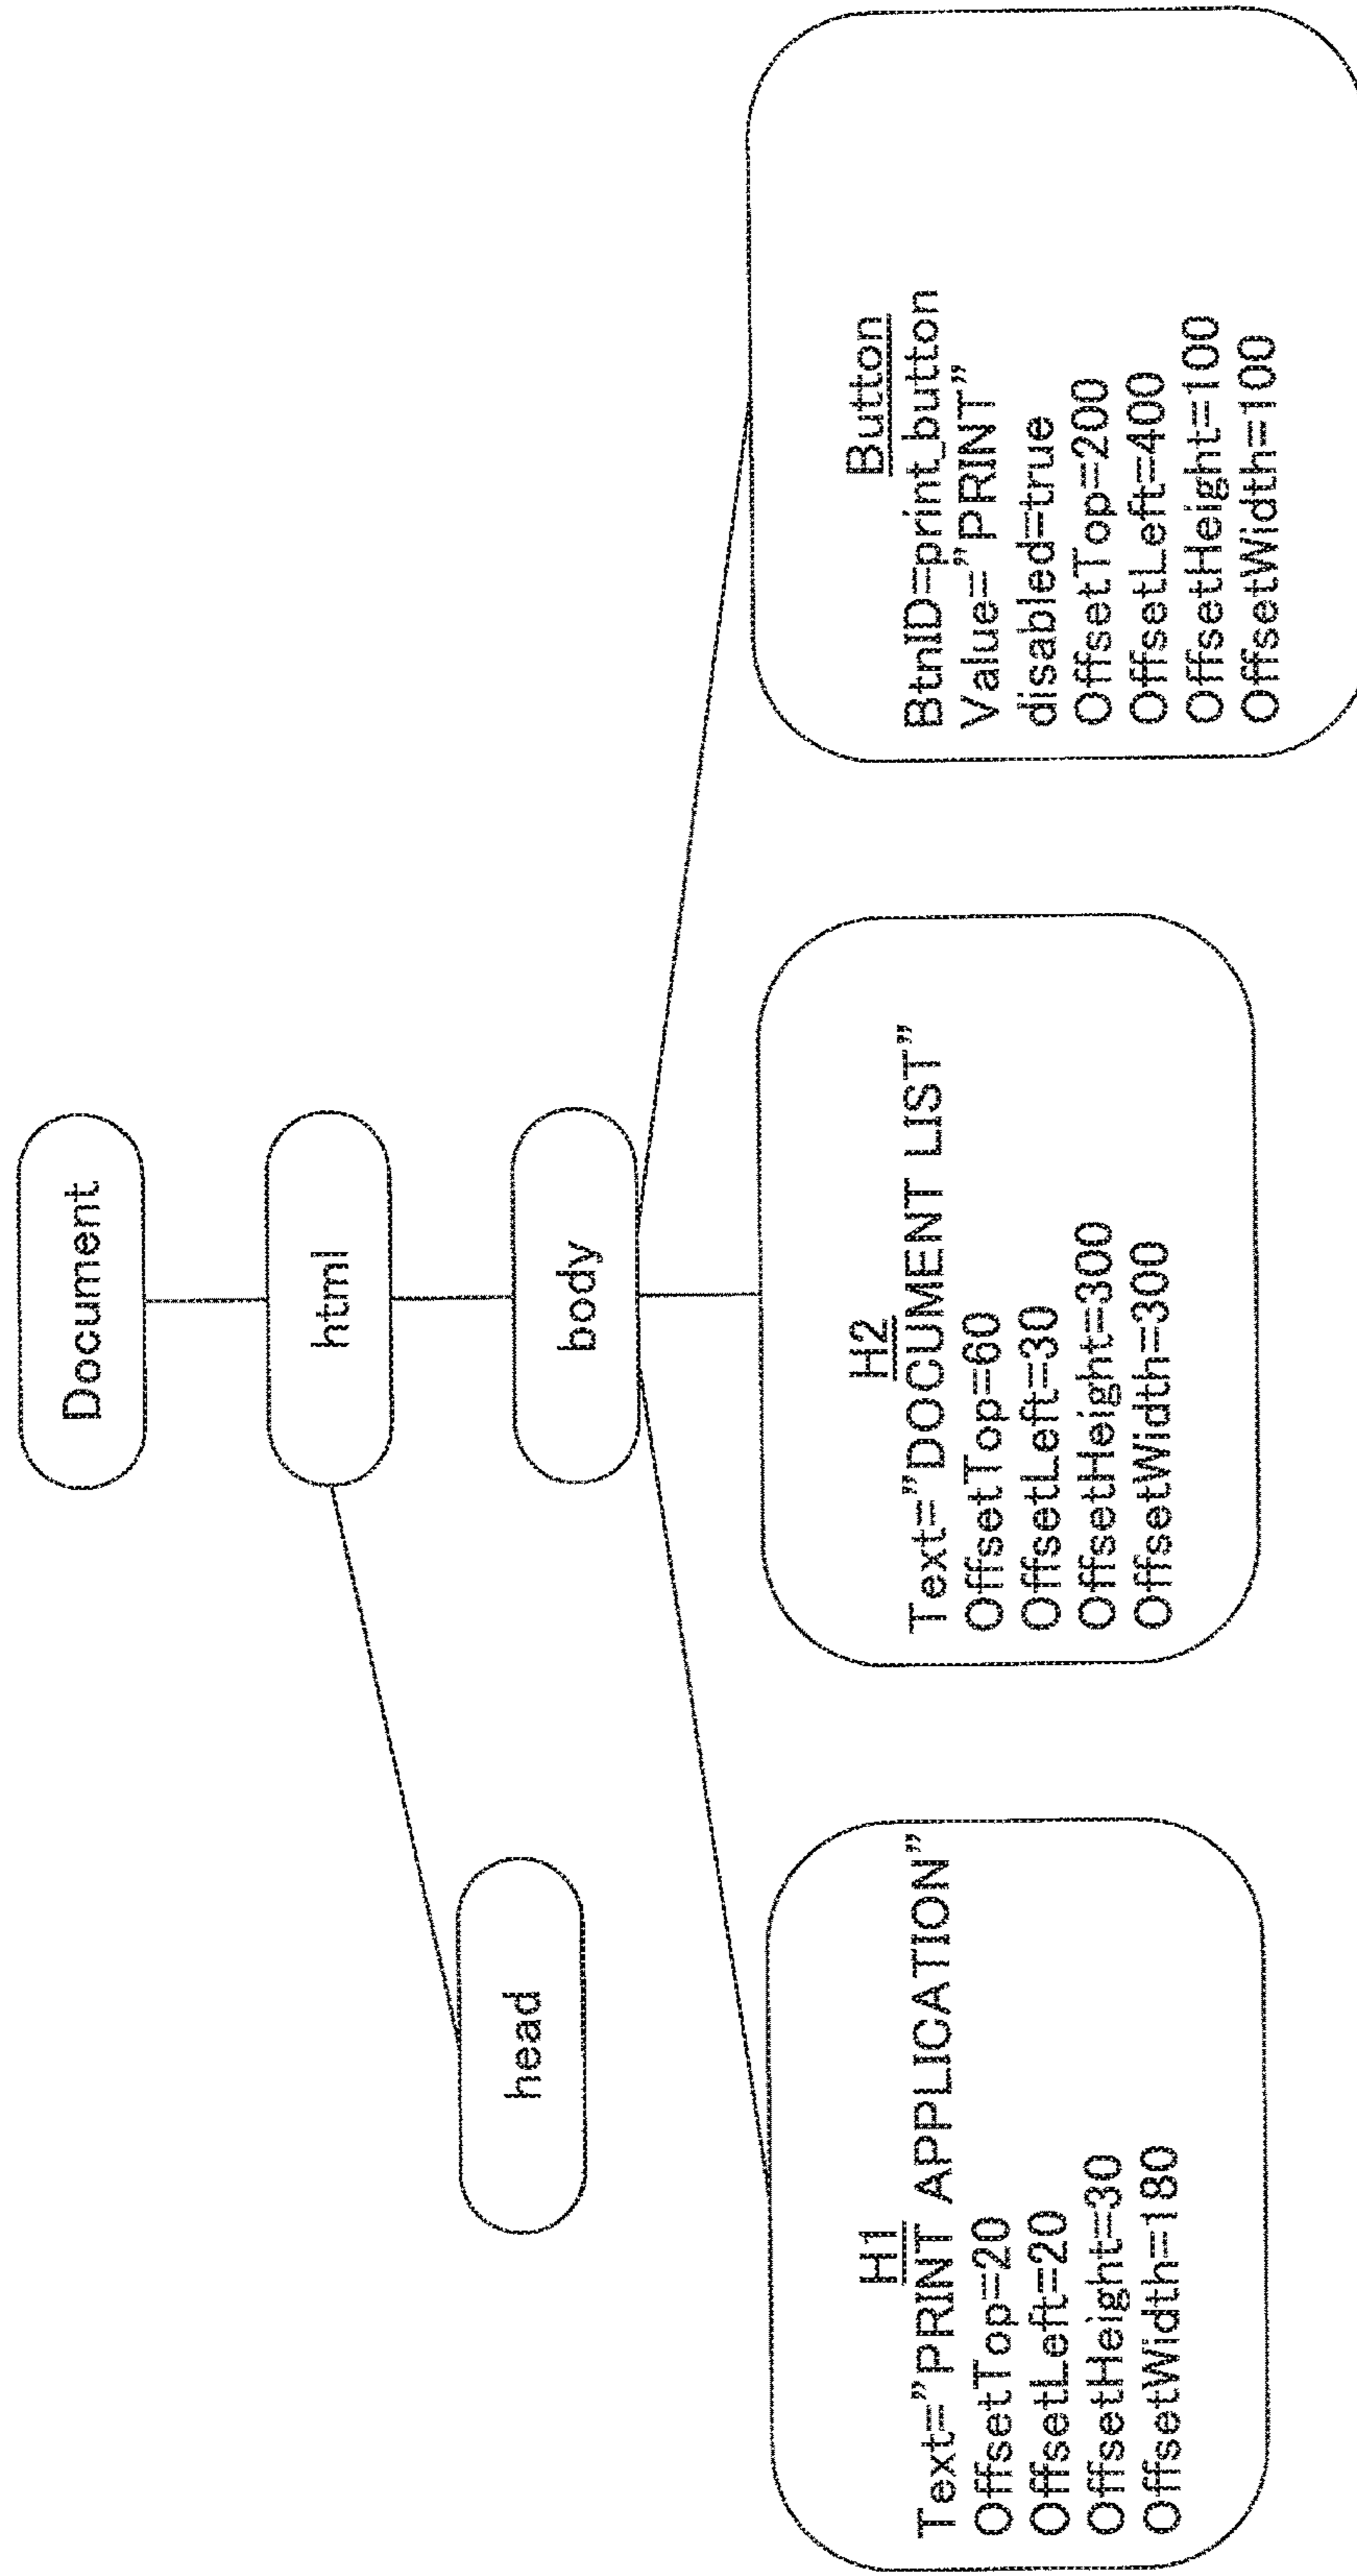 Document
html
head
body
H1
Text="PRINT APPLICATION"
OffsetTop=20
OffsetLeft=20
OffsetHeight=30
OffsetWidth=180
H2
Text="DOCUMENT LIST"
OffsetTop=60
OffsetLeft=30
OffsetHeight=300
OffsetWidth=300
Button
BtnID=print_button
Value="PRINT"
disabled=true
OffsetTop=200
OffsetLeft=400
OffsetHeight=100
OffsetWidth=100